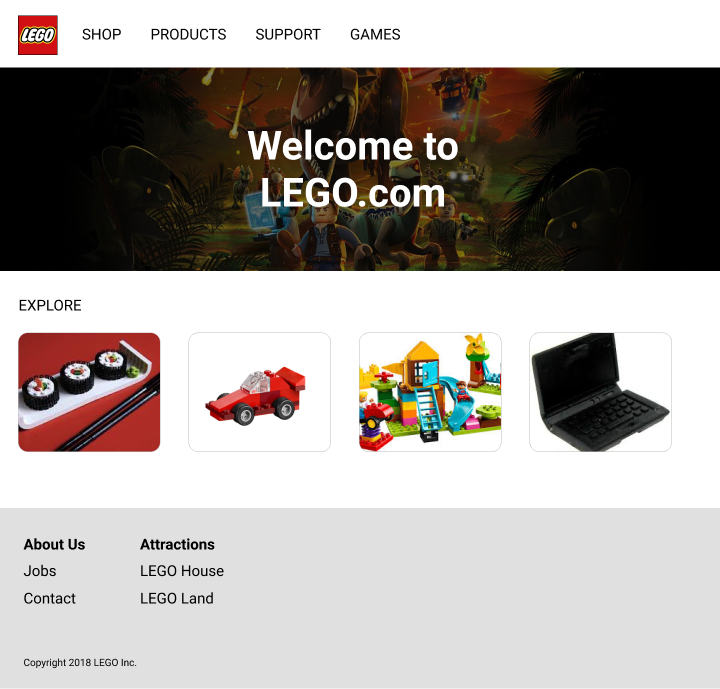 LEGO
SHOP PRODUCTS SUPPORT GAMES
Welcome to
LEGO.com
EXPLORE
About Us
Jobs
Contact
Attractions
LEGO House
LEGO Land
Copyright 2018 LEGO Inc.